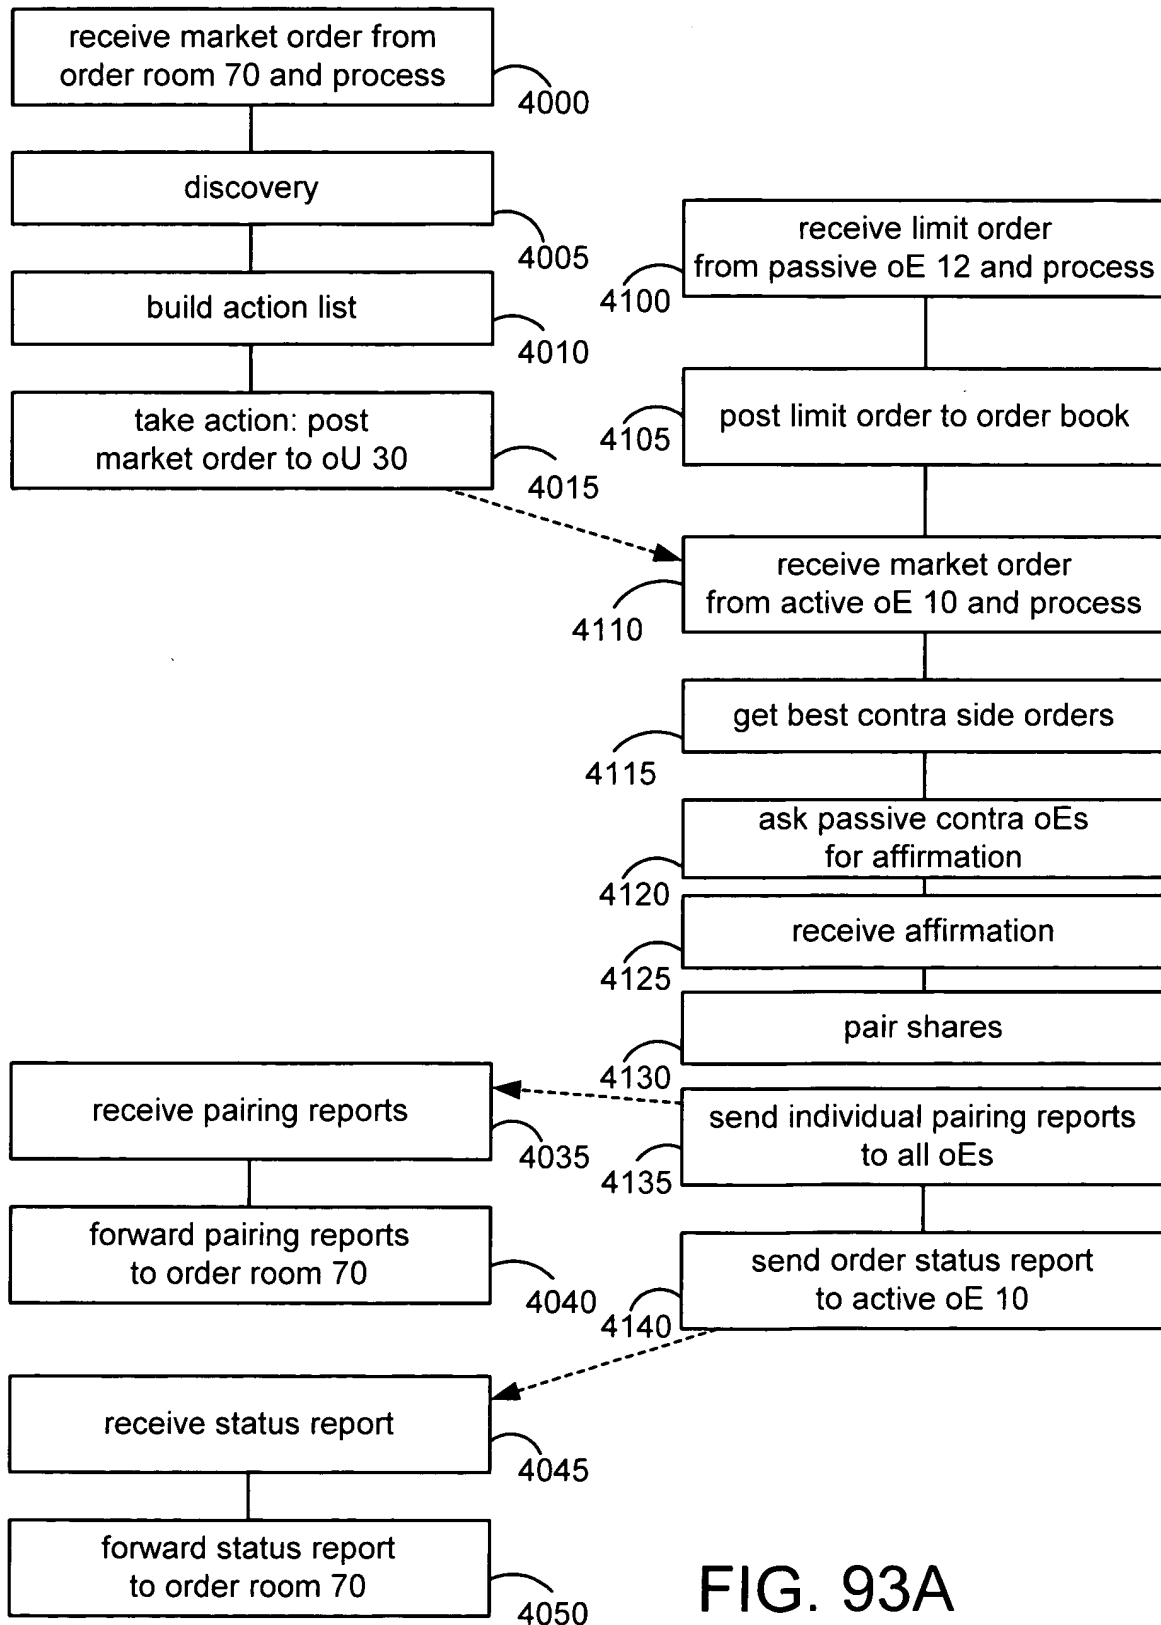 receive market order from
order room 70 and process
4000
discovery
4005
build action list
4010
take action: post
market order to oU 30
4015
receive limit order
from passive oE 12 and process
4100
post limit order to order book
4105
receive market order
from active oE 10 and process
4110
get best contra side orders
4115
ask passive contra oEs
for affirmation
4120
receive affirmation
4125
pair shares
4130
send individual pairing reports
to all oEs
4135
send order status report
to active oE 10
4140
receive pairing reports
4035
forward pairing reports
to order room 70
4040
receive status report
4045
forward status report
to order room 70
4050
FIG. 93A